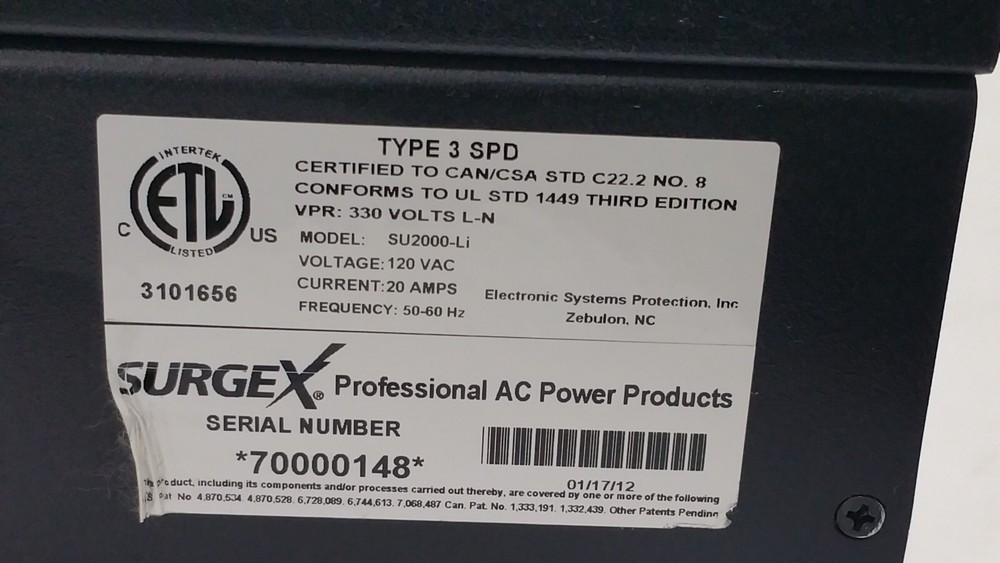 INTERTEK
ETL CM
LISTED
C
US
3101656
TYPE 3 SPD
CERTIFIED TO CAN/CSA STD C22.2 NO. 8
CONFORMS TO UL STD 1449 THIRD EDITION
VPR: 330 VOLTS L-N
MODEL: SU2000-Li
VOLTAGE: 120 VAC
CURRENT: 20 AMPS
FREQUENCY: 50-60 Hz
Electronic Systems Protection, Inc
Zebulon, NC
SURGEX® Professional AC Power Products
SERIAL NUMBER
*70000148*
01/17/12
product, including its components and/or processes carried out thereby, are covered by one or more of the following
Pat No 4,870,534. 4,870,528. 6,728,089. 6,744,613. 7,068,487 Can. Pat. No. 1,333,191. 1,332,439. Other Patents Pending